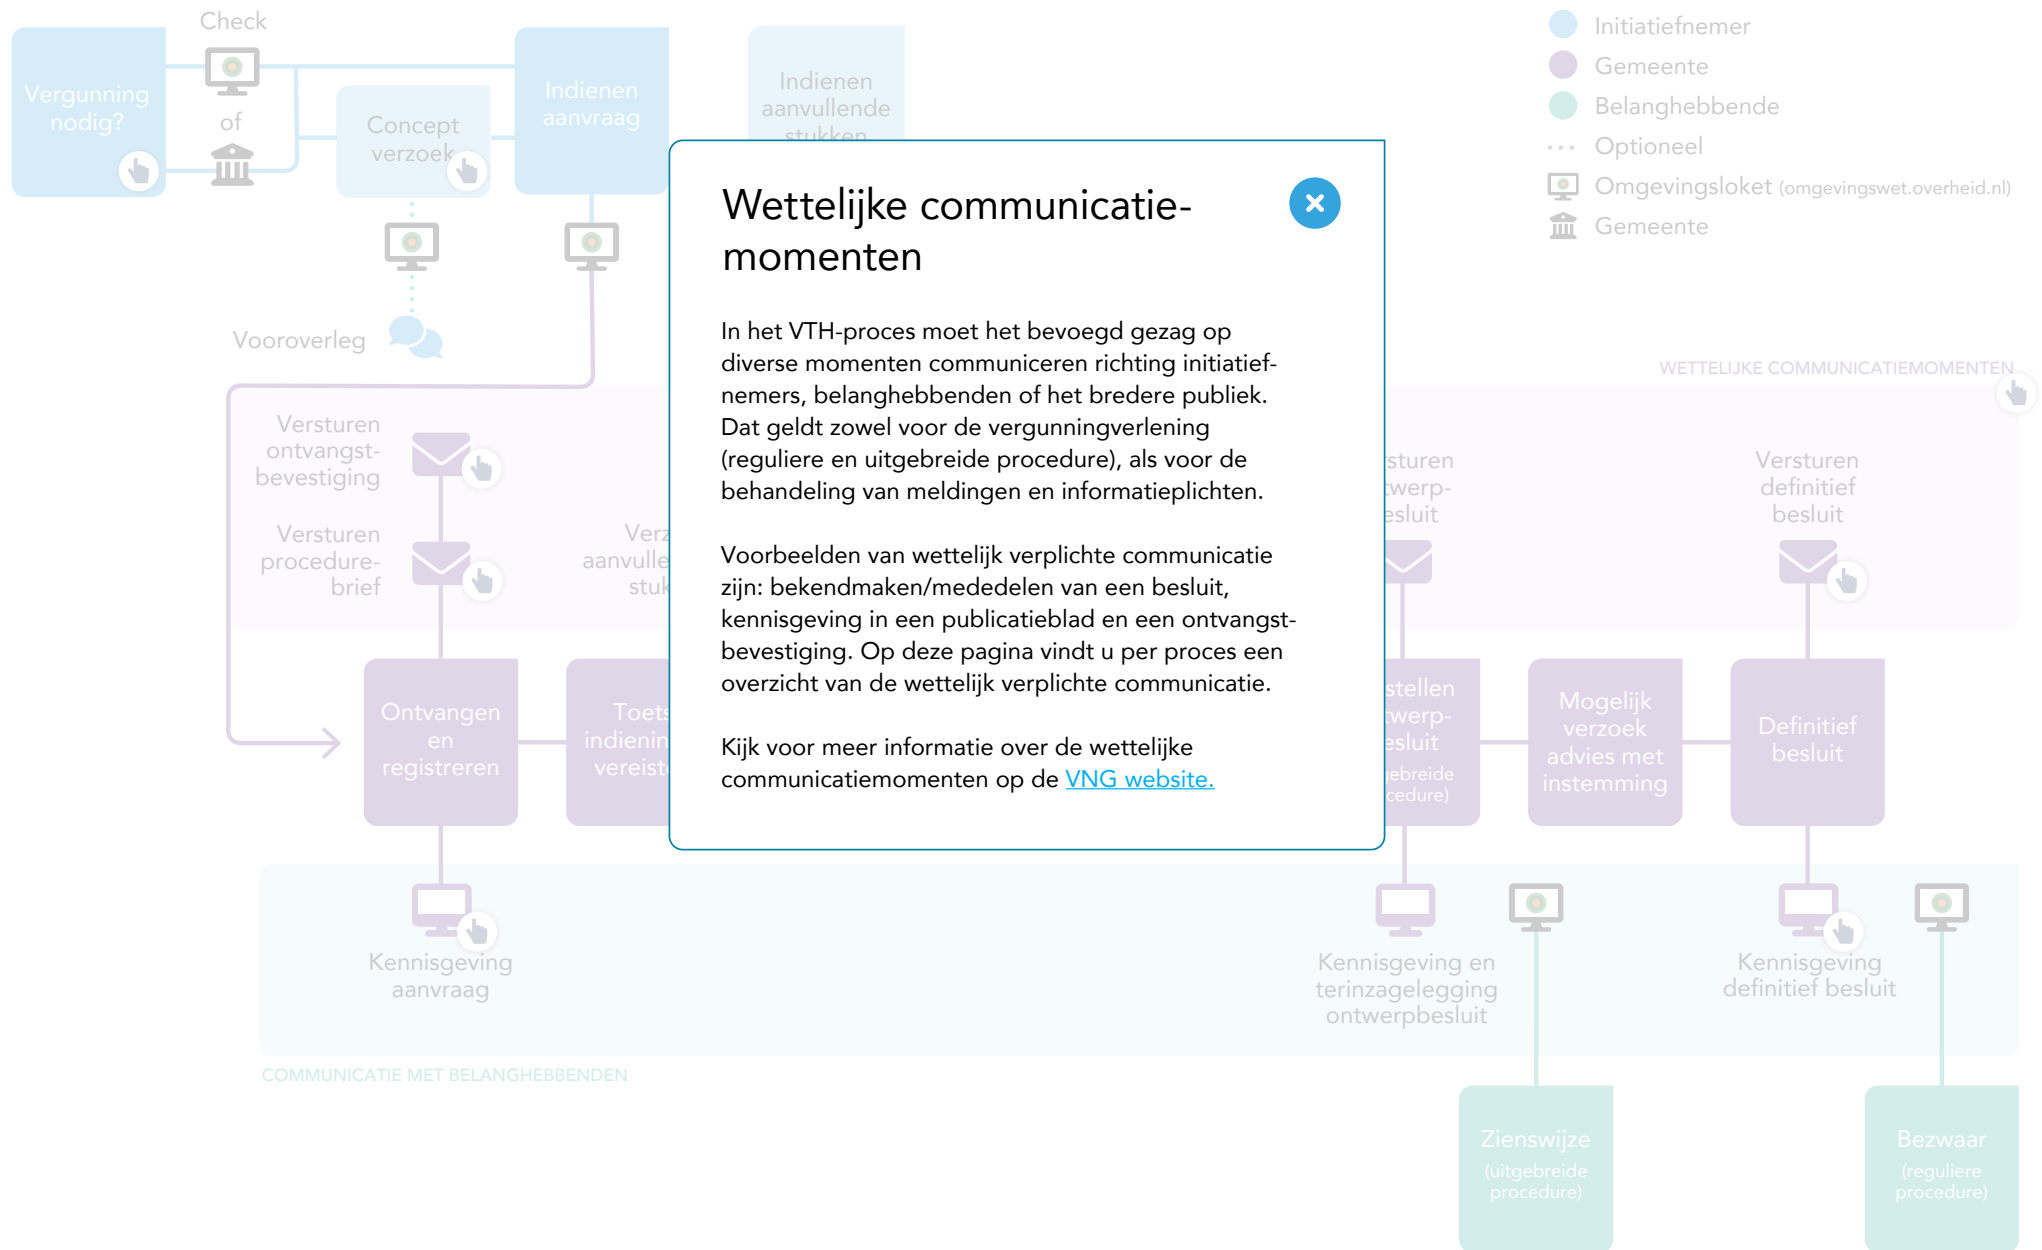 Check
Vergunning
nodig?
of
Concept
verzoek
Indienen
aanvraag
Indienen
aanvullende
stukken
Initiatiefnemer
Gemeente
Belanghebbende
Optioneel
Omgevingsloket (omgevingswet.overheid.nl)
Gemeente
Vooroverleg
WETTELIJKE COMMUNICATIEMOMENTEN
Wettelijke communicatie-
momenten
In het VTH-proces moet het bevoegd gezag op
diverse momenten communiceren richting initiatief-
nemers, belanghebbenden of het bredere publiek.
Dat geldt zowel voor de vergunningverlening
(reguliere en uitgebreide procedure), als voor de
behandeling van meldingen en informatieplichten.
Voorbeelden van wettelijk verplichte communicatie
zijn: bekendmaken/mededelen van een besluit,
kennisgeving in een publicatieblad en een ontvangst-
bevestiging. Op deze pagina vindt u per proces een
overzicht van de wettelijk verplichte communicatie.
Kijk voor meer informatie over de wettelijke
communicatiemomenten op de VNG website.
Versturen
ontvangst-
bevestiging
Versturen
procedure-
brief
Versturen
definitief
besluit
Ontvangen
en
registreren
Mogelijk
verzoek
advies met
instemming
Definitief
besluit
Kennisgeving
aanvraag
Kennisgeving en
terinzagelegging
ontwerpbesluit
Kennisgeving
definitief besluit
COMMUNICATIE MET BELANGHEBBENDEN
Zienswijze
(uitgebreide
procedure)
Bezwaar
(reguliere
procedure)